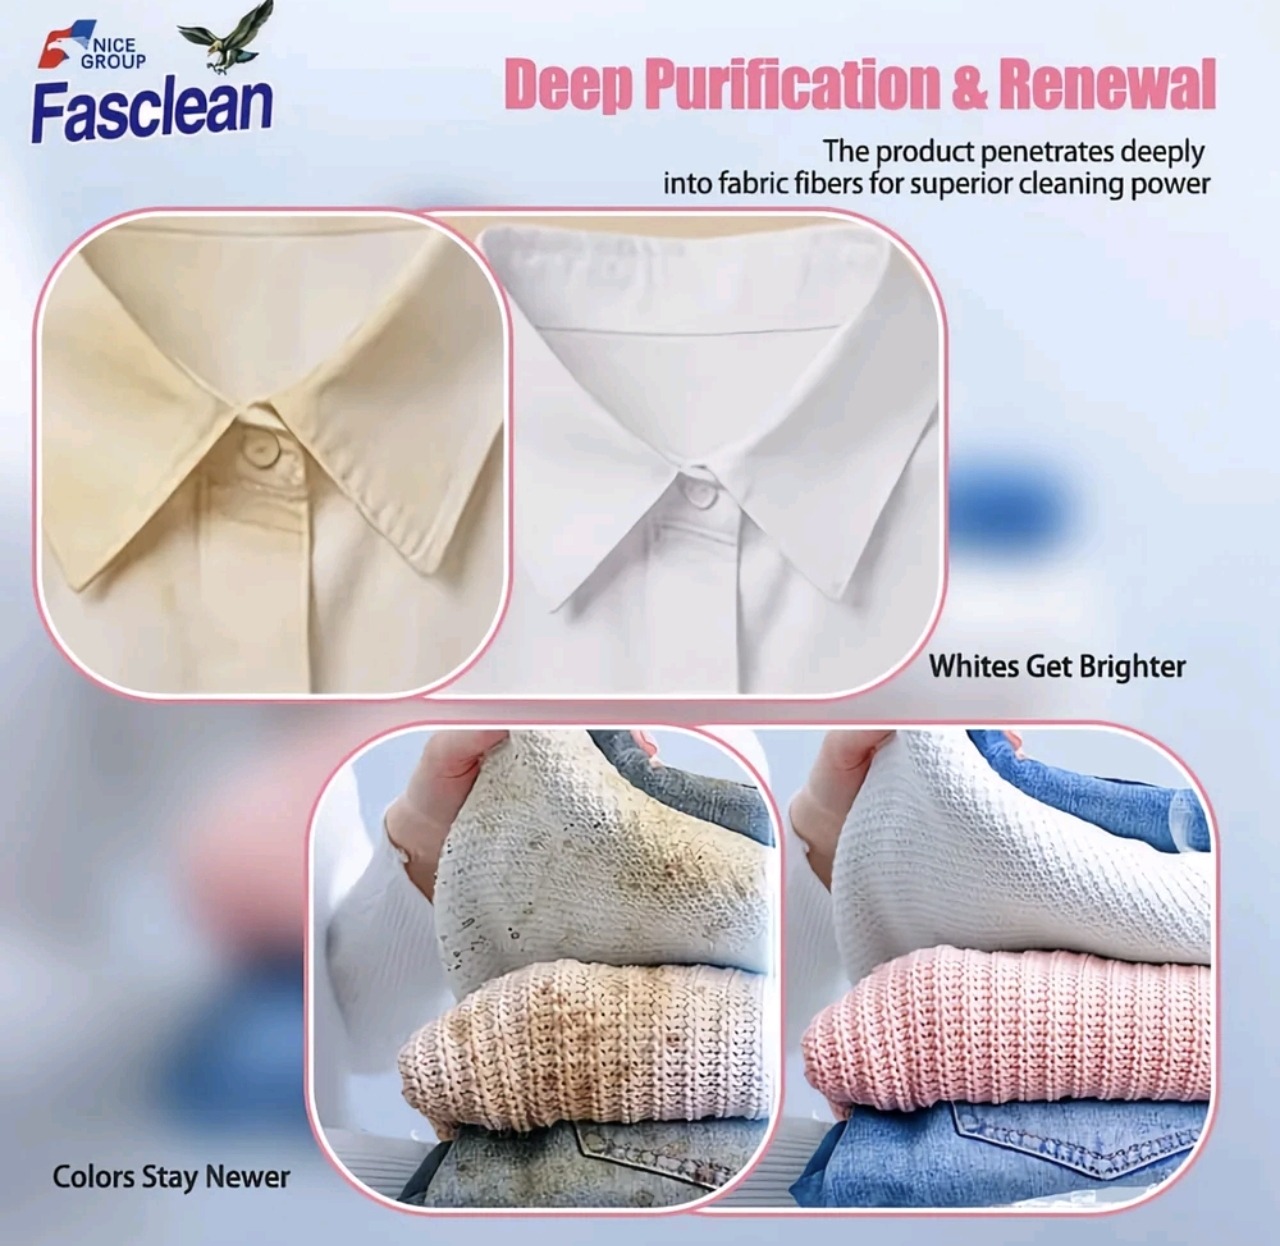 NICE
GROUP
Fasclean
Deep Purification & Renewal
The product penetrates deeply
into fabric fibers for superior cleaning power
Whites Get Brighter
Colors Stay Newer